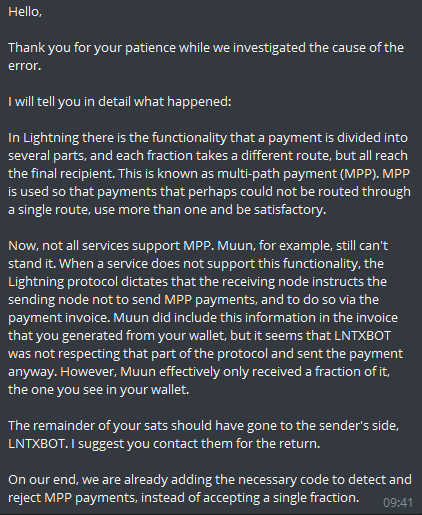 Hello,
Thank you for your patience while we investigated the cause of the
error.
I will tell you in detail what happened:
In Lightning there is the functionality that a payment is divided into
several parts, and each fraction takes a different route, but all reach
the final recipient. This is known as multi-path payment (MPP). MPP
is used so that payments that perhaps could not be routed through
a single route, use more than one and be satisfactory.
Now, not all services support MPP. Muun, for example, still can't
stand it. When a service does not support this functionality, the
Lightning protocol dictates that the receiving node instructs the
sending node not to send MPP payments, and to do so via the
payment invoice. Muun did include this information in the invoice
that you generated from your wallet, but it seems that LNTXBOT
was not respecting that part of the protocol and sent the payment
anyway. However, Muun effectively only received a fraction of it,
the one you see in your wallet.
The remainder of your sats should have gone to the sender's side,
LNTXBOT. I suggest you contact them for the return.
On our end, we are already adding the necessary code to detect and
reject MPP payments, instead of accepting a single fraction.
09:41